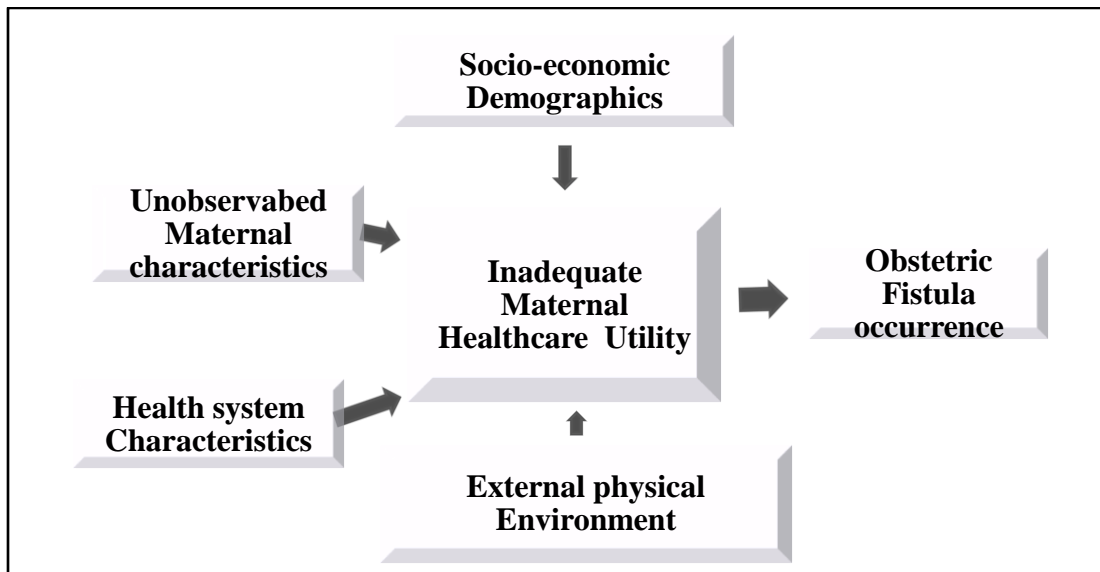 Socio-economic
Demographics
Unobservabed
Maternal
characteristics
Inadequate
Maternal
Healthcare Utility
Obstetric
Fistula
occurrence
Health system
Characteristics
External physical
Environment